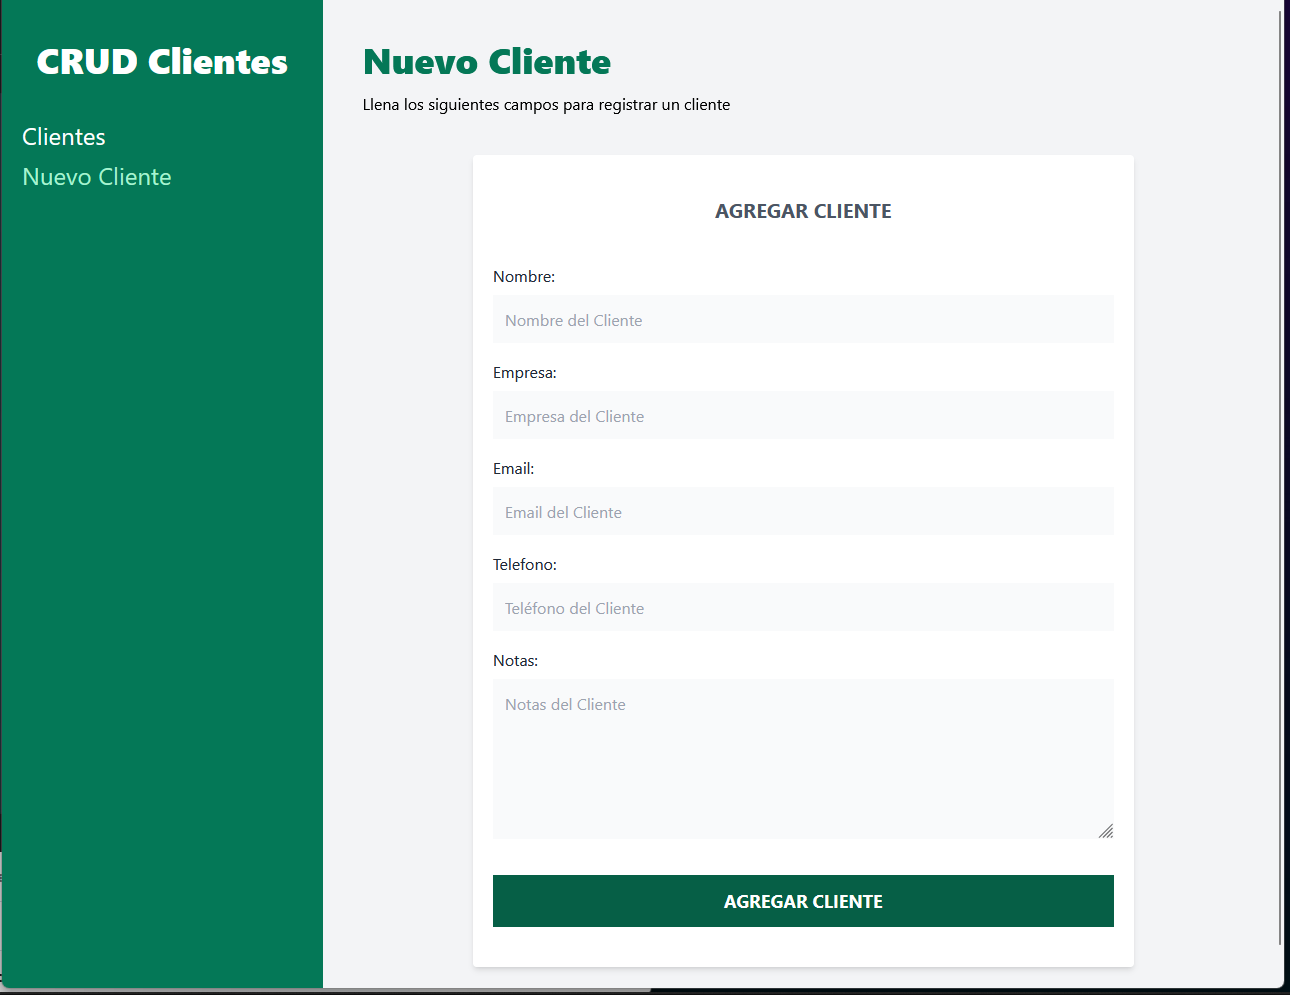 CRUD Clientes
Clientes
Nuevo Cliente
Nuevo Cliente
Llena los siguientes campos para registrar un cliente
AGREGAR CLIENTE
Nombre:
Nombre del Cliente
Empresa:
Empresa del Cliente
Email:
Email del Cliente
Telefono:
Teléfono del Cliente
Notas:
Notas del Cliente
AGREGAR CLIENTE